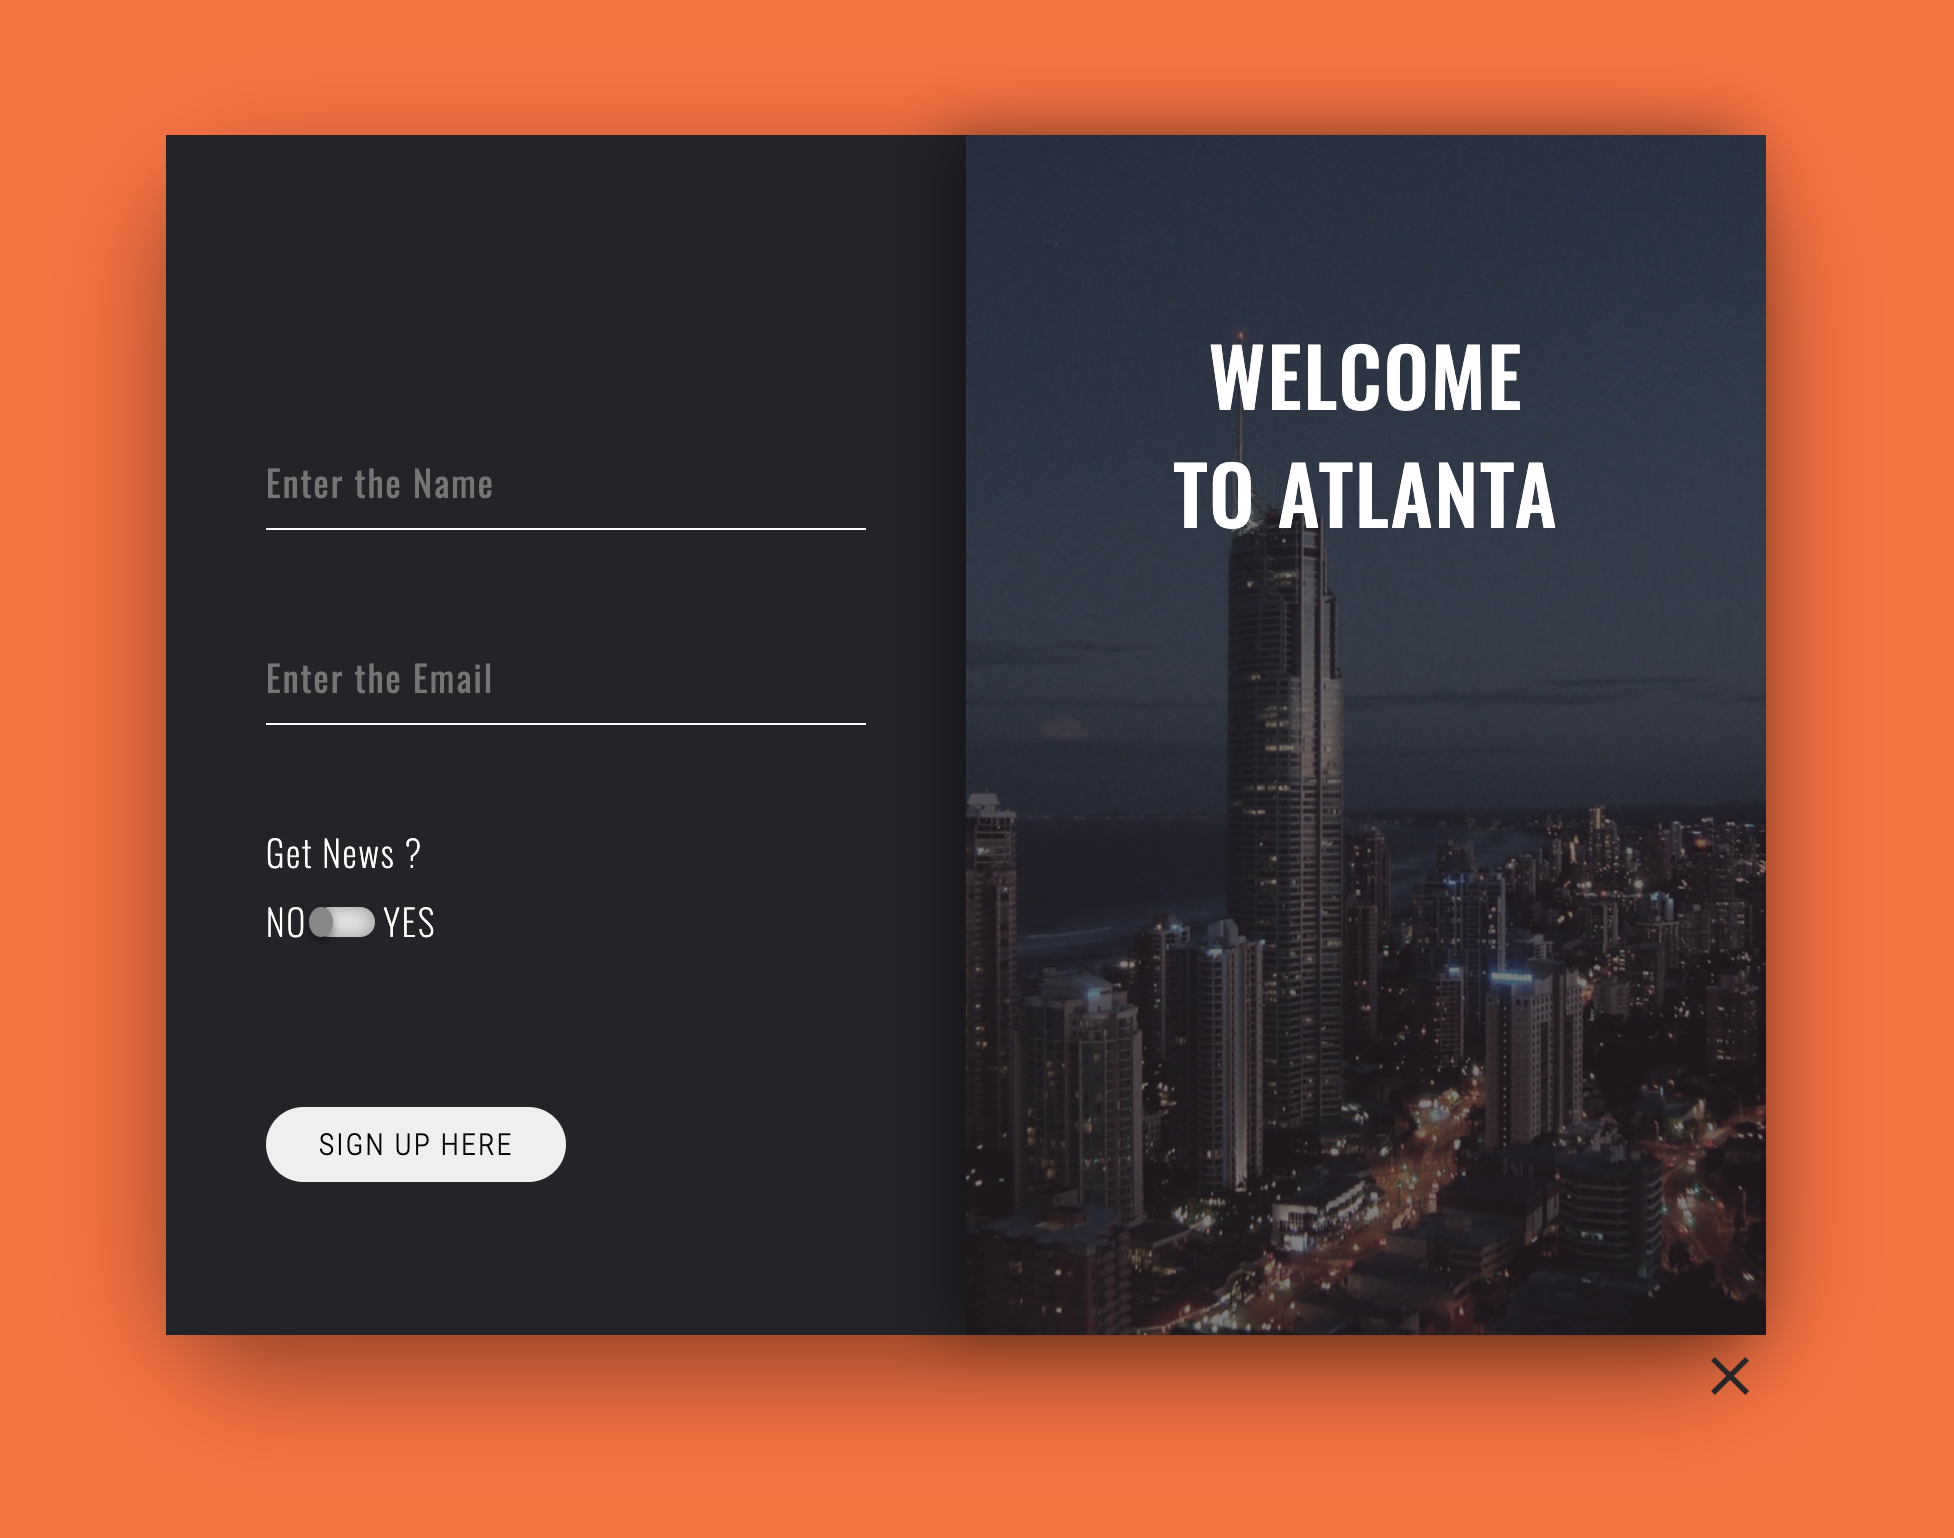 Enter the Name
Enter the Email
Get News ?
NO YES
SIGN UP HERE
WELCOME
TO ATLANTA